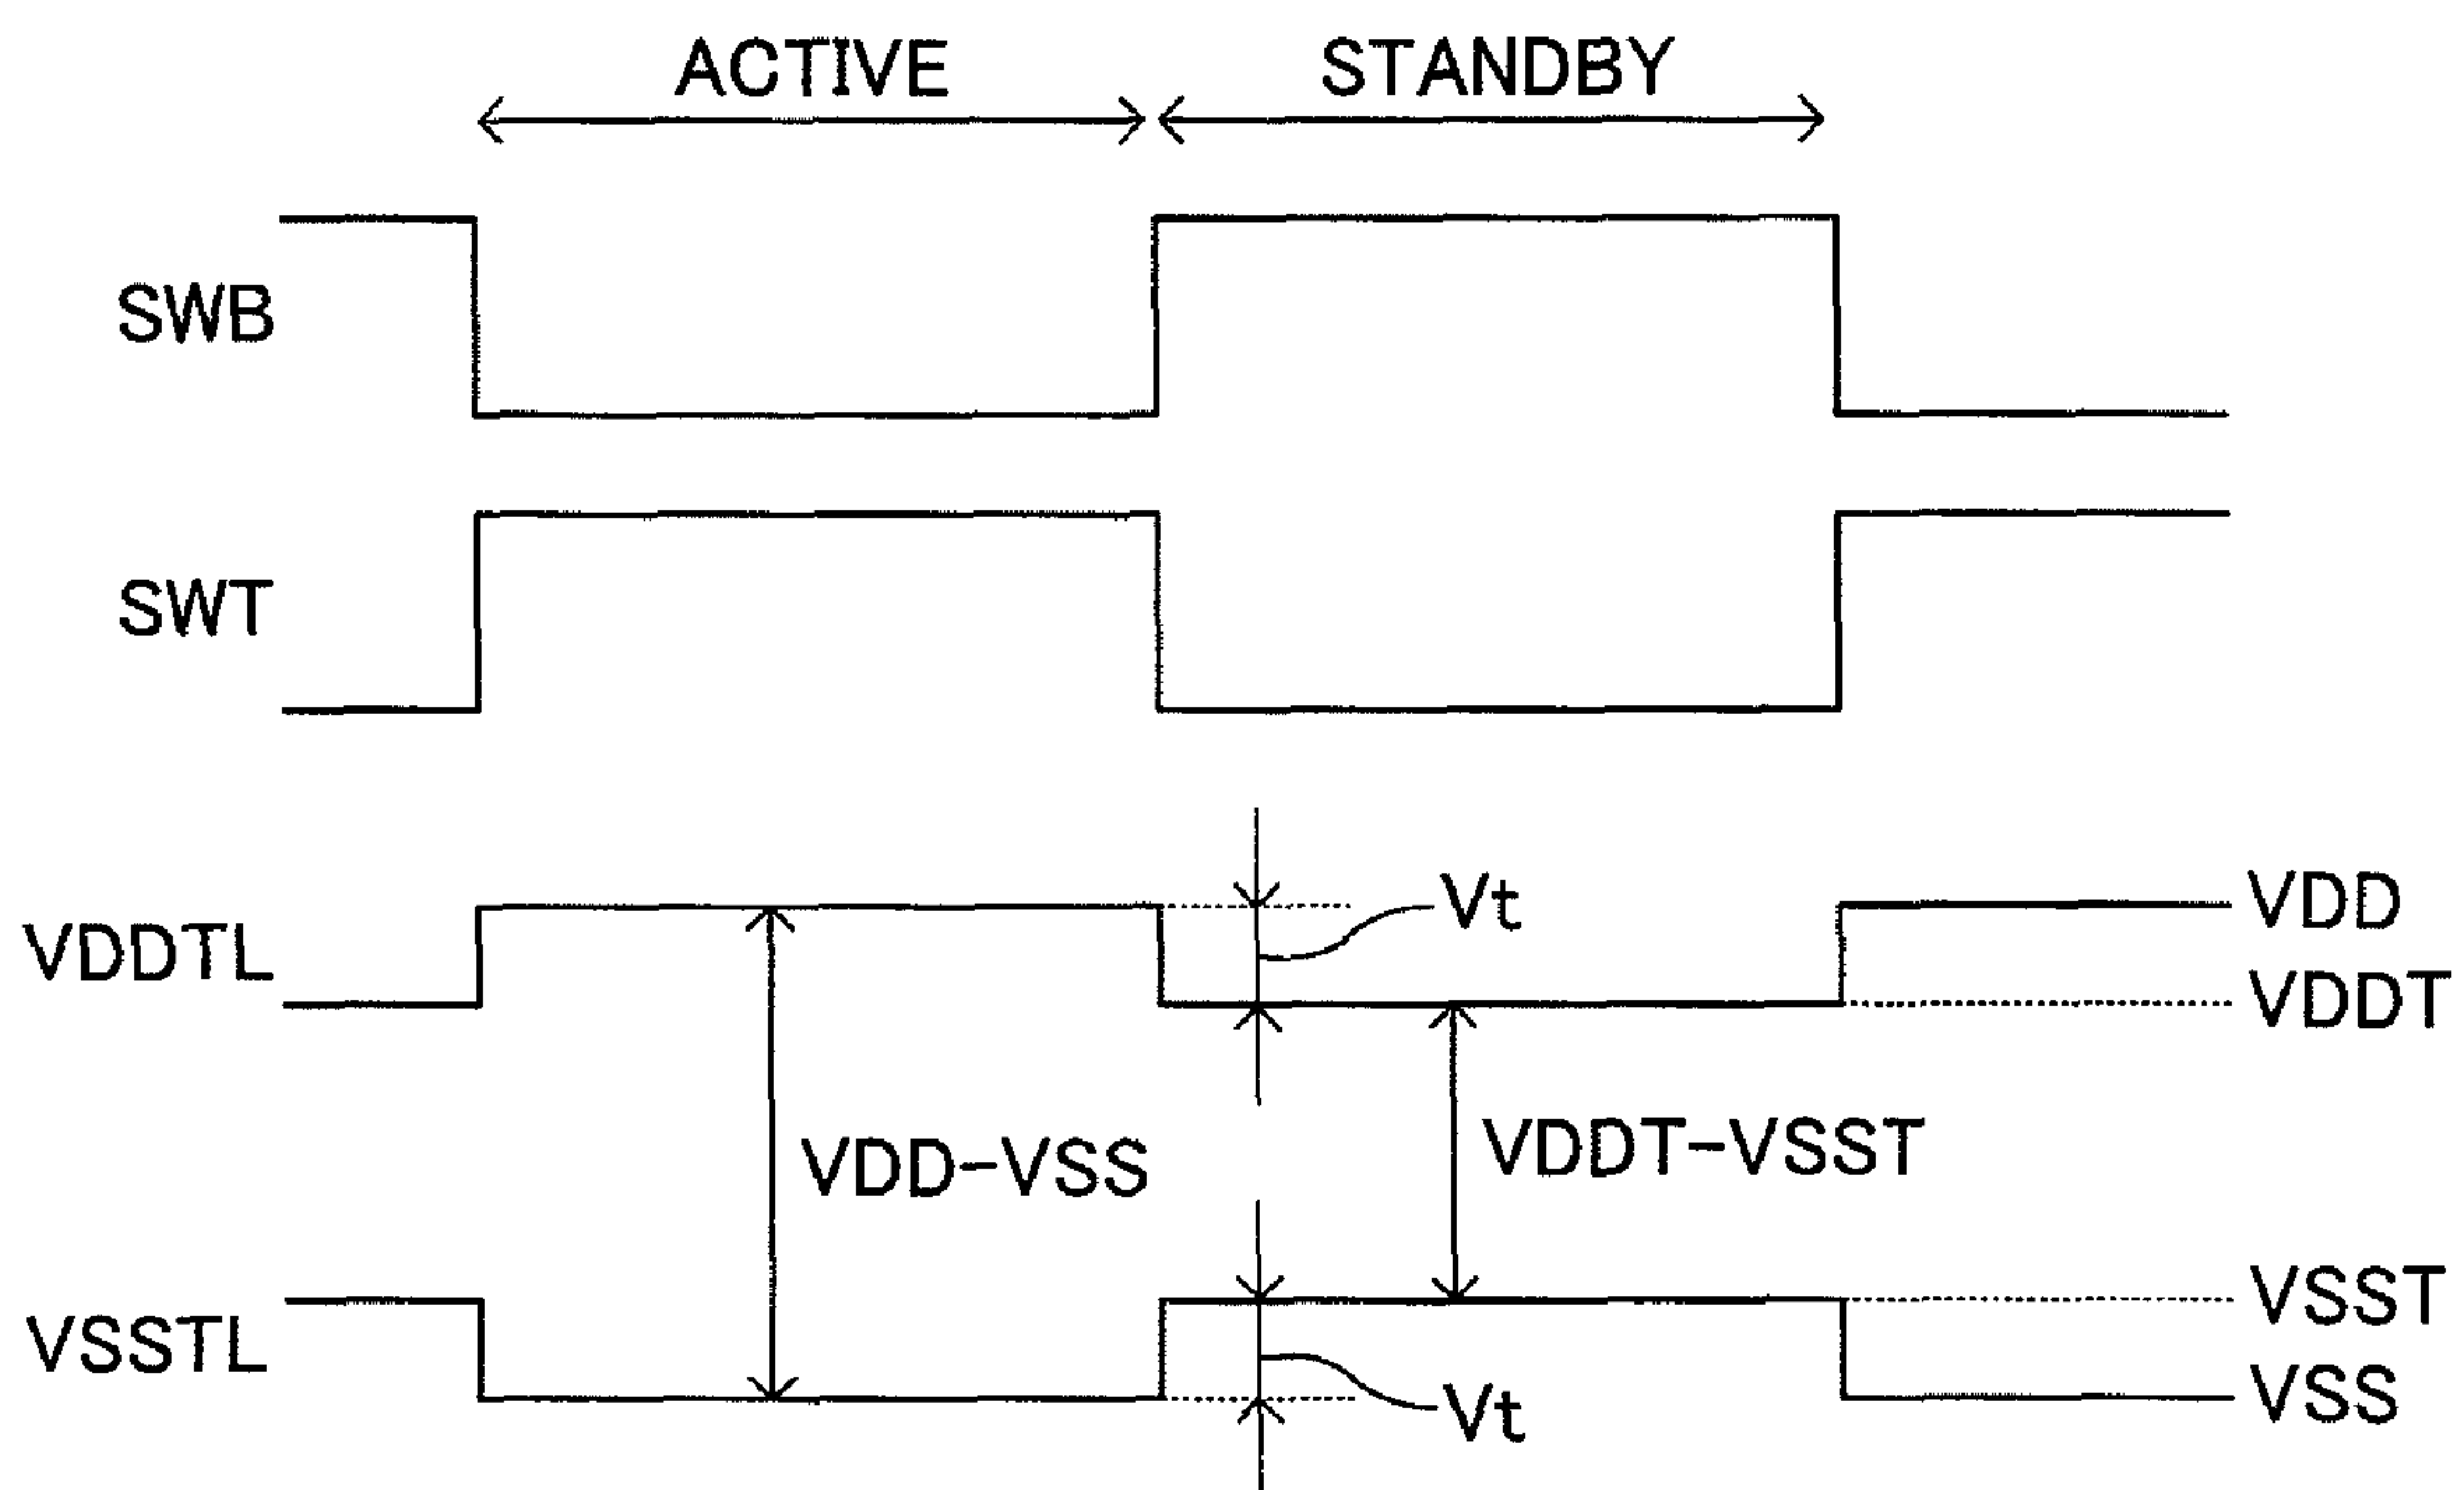 ACTIVE STANDBY
SWB
SWT
Vt VDD
VDDTL
VDDT
VDD-VSS VDDT-VSST
VSST
VSSTL
VSS
Vt